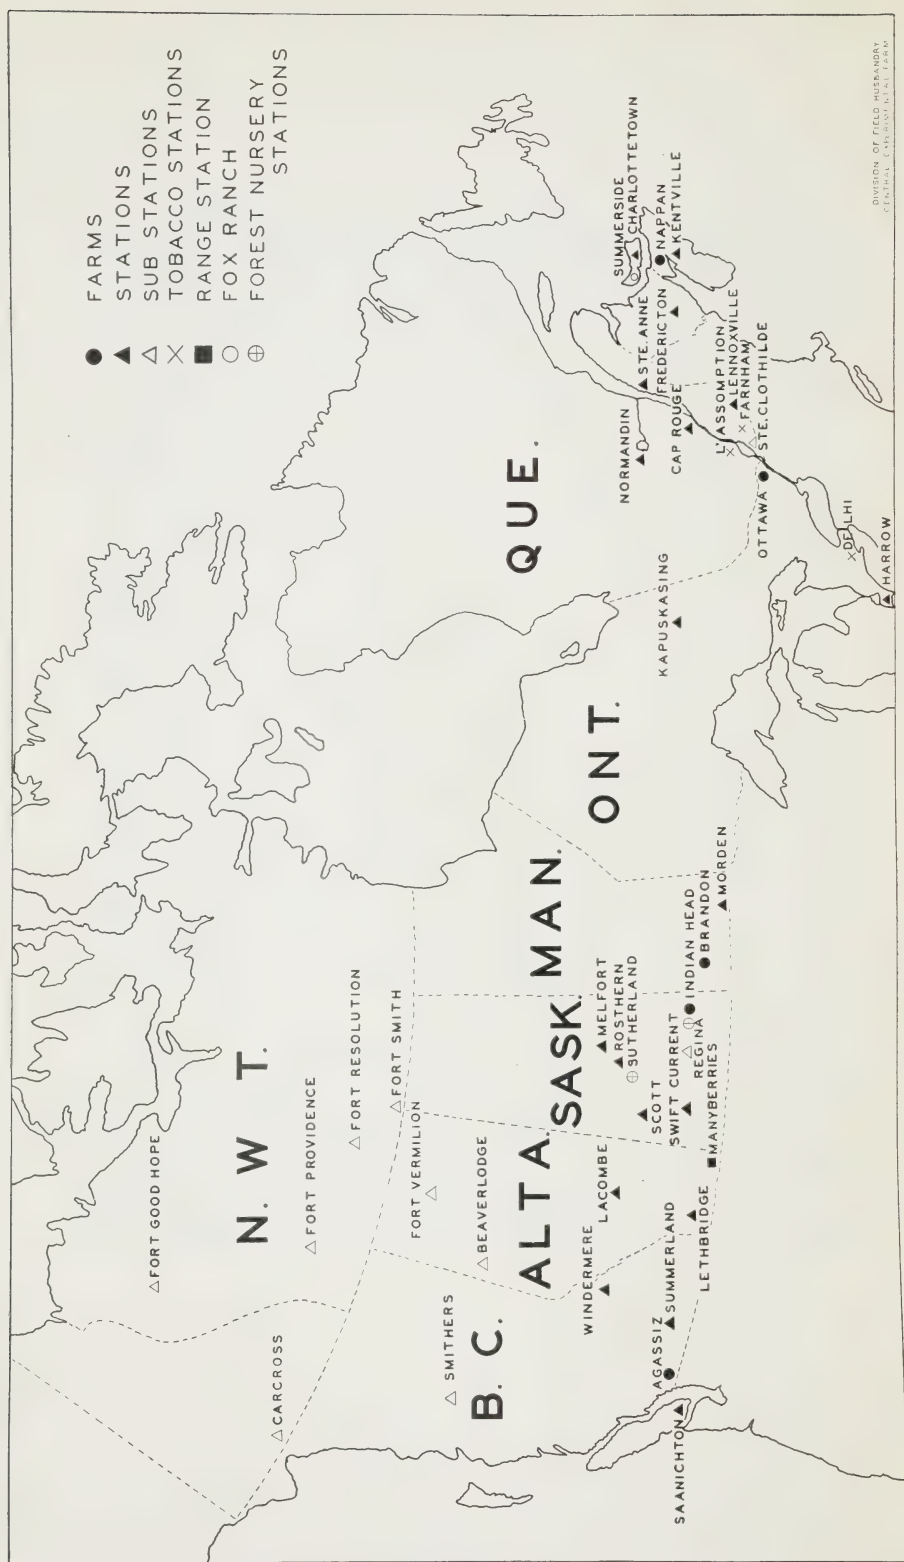 FARMS
STATIONS
SUB STATIONS
TOBACCO STATIONS
RANGE STATION
FOX RANCH
FOREST NURSERY
STATIONS
N. W. T.
B. C.
ALTA.
SASK.
MAN.
ONT.
QUE.
FORT GOOD HOPE
CARCROSS
FORT PROVIDENCE
FORT RESOLUTION
FORT SMITH
FORT VERMILION
BEAVERLODGE
SMITHERS
WINDERMERE
LACOMBE
MELFORT
ROSTHERN
SUTHERLAND
SCOTT
SWIFT CURRENT
REGINA
INDIAN HEAD
BRANDON
MORDEN
MANYBERRIES
LETHBRIDGE
SUMMERLAND
AGASSIZ
SAANICHTON
KAPUSKASING
NORMANDIN
CAP ROUGE
STE. ANNE
FREDERICTON
L'ASSOMPTION
LENNOXVILLE
FARNHAM
STE. CLOTHILDE
OTTAWA
DELHI
HARROW
SUMMERSIDE
CHARLOTTETOWN
NAPPAN
KENTVILLE
DIVISION OF FIELD HUSBANDRY
CENTRAL EXPERIMENTAL FARM